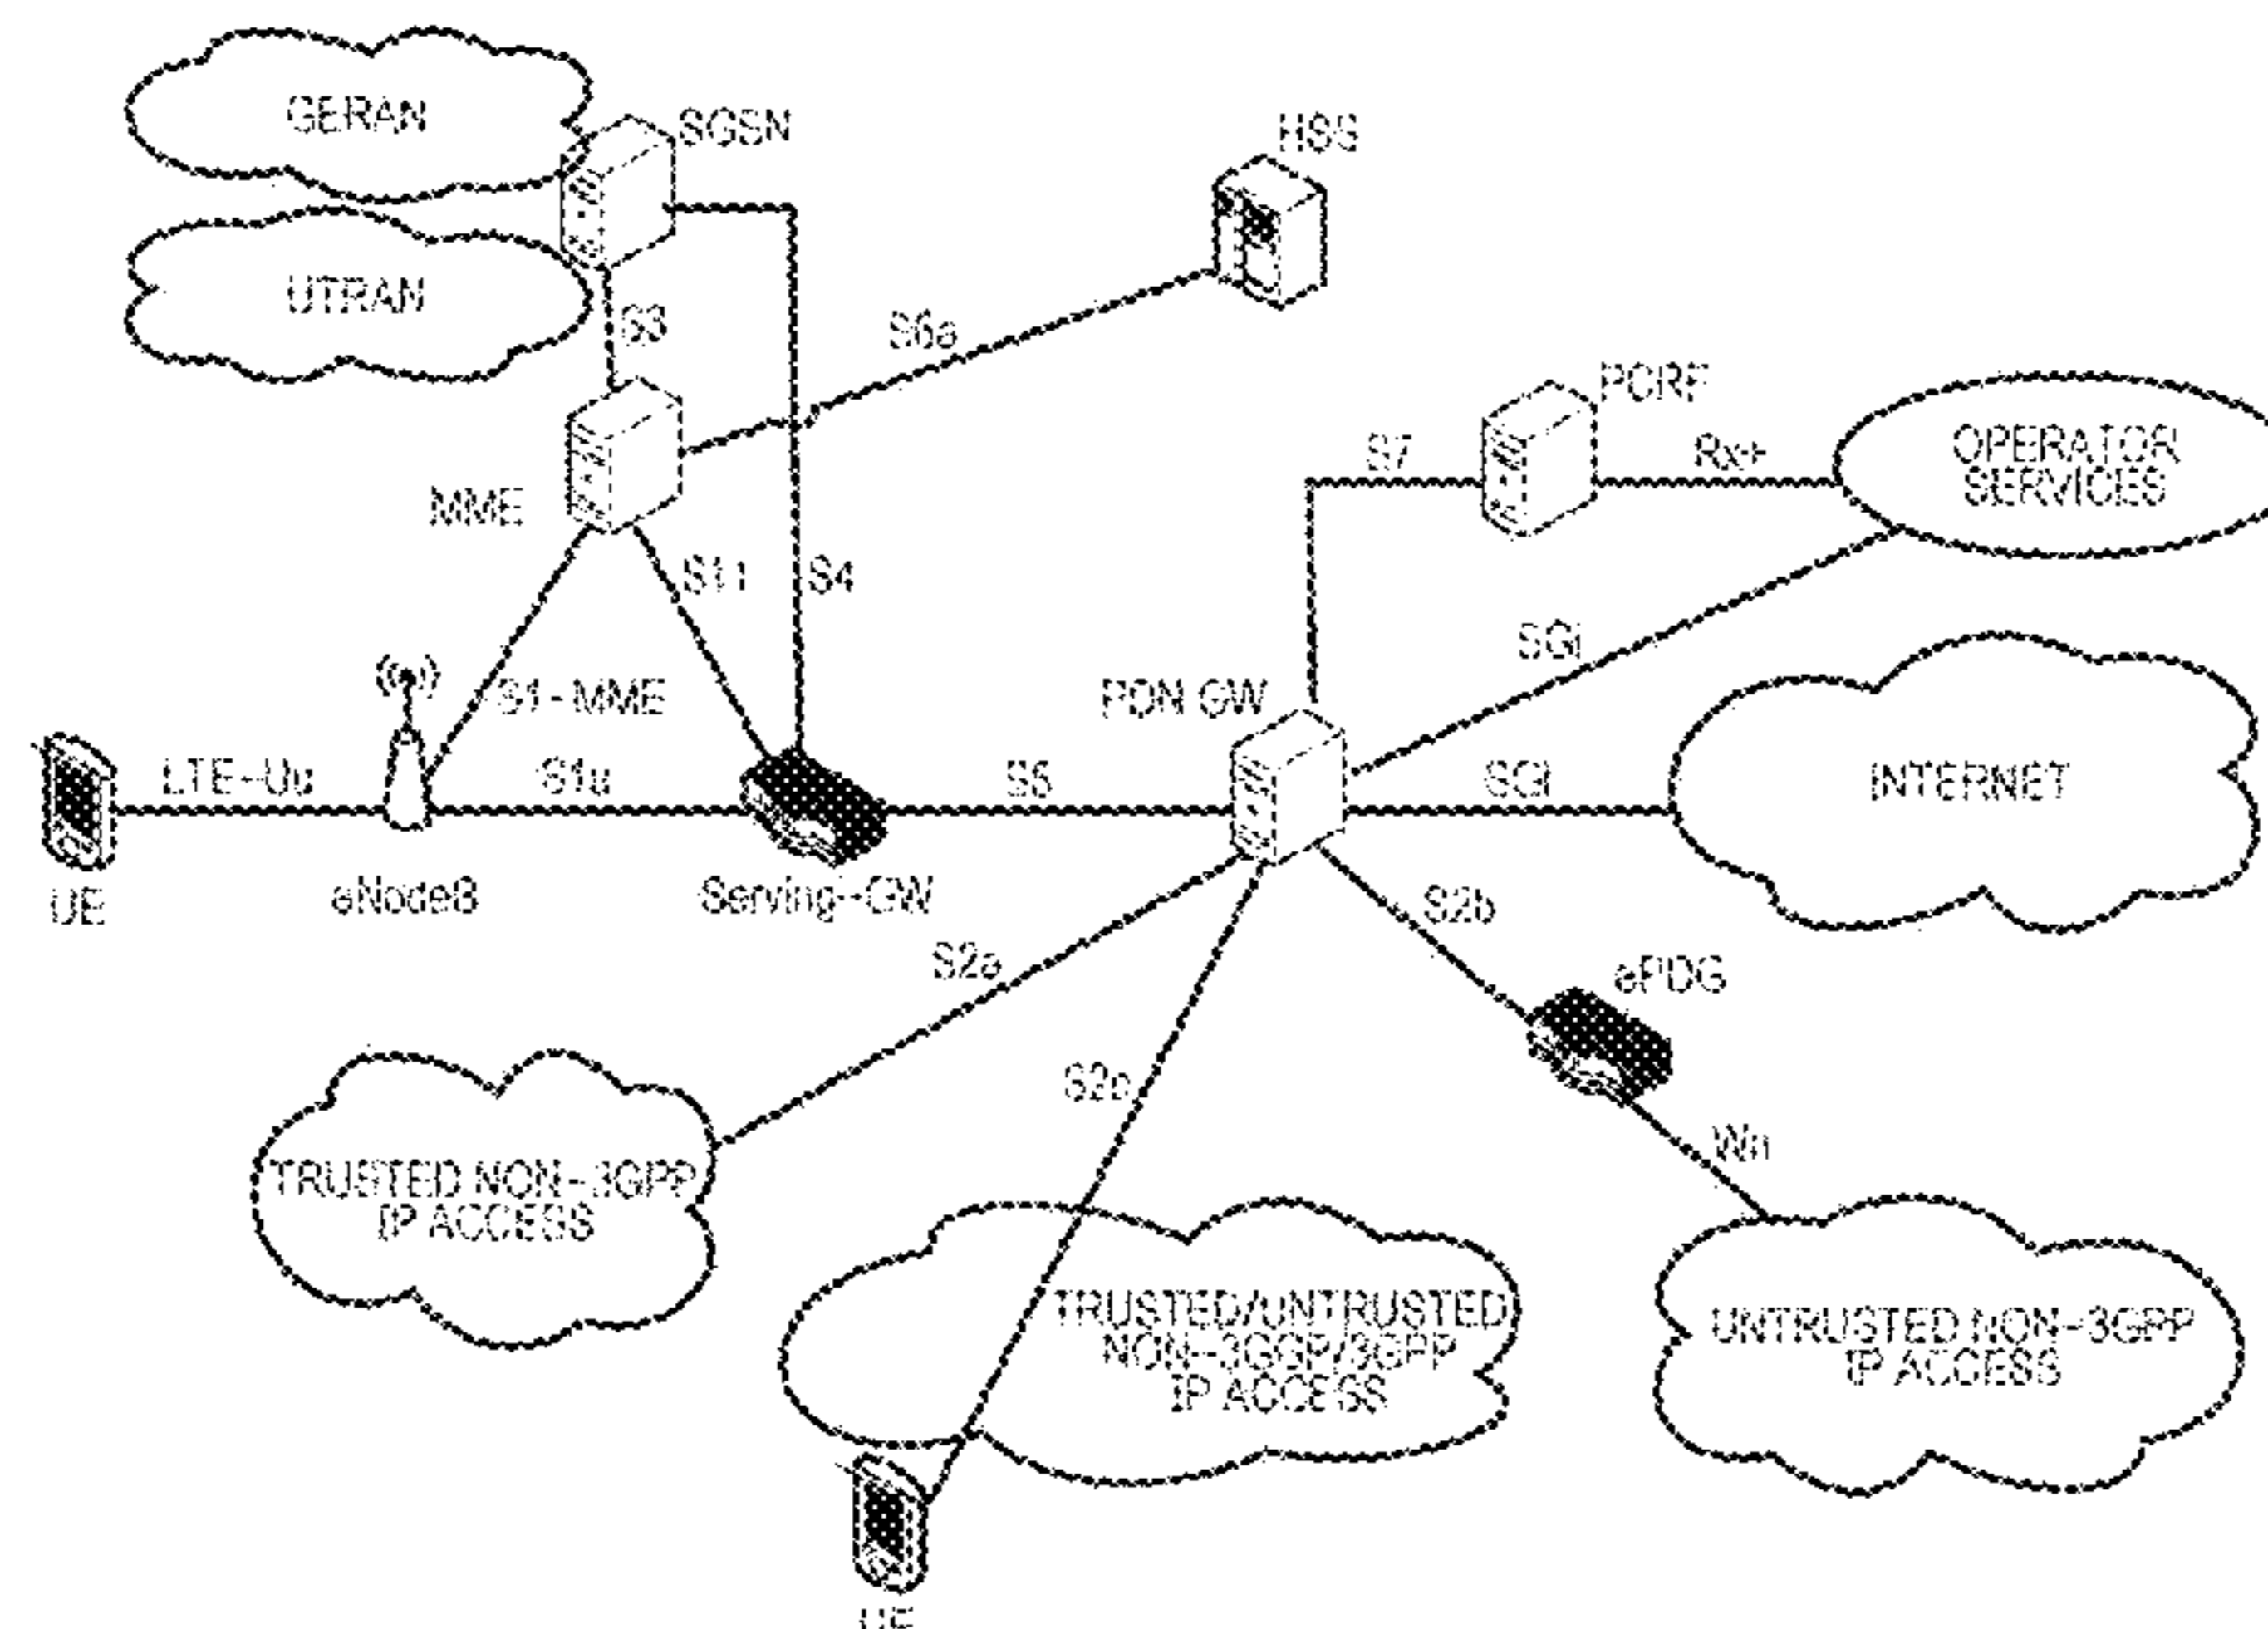 GERAN
SGSN
HSS
UTRAN
S3
S6a
PCRF
OPERATOR
SERVICES
S7
Rx+
MME
S11
S4
SGi
S1-MME
PDN GW
LTE-Uu
S1u
S5
SGi
INTERNET
UE
eNodeB
Serving-GW
S2b
S2a
ePDG
S2c
Wn
TRUSTED NON-3GPP
IP ACCESS
TRUSTED/UNTRUSTED
NON-3GGP/3GPP
IP ACCESS
UNTRUSTED NON-3GPP
IP ACCESS
UE